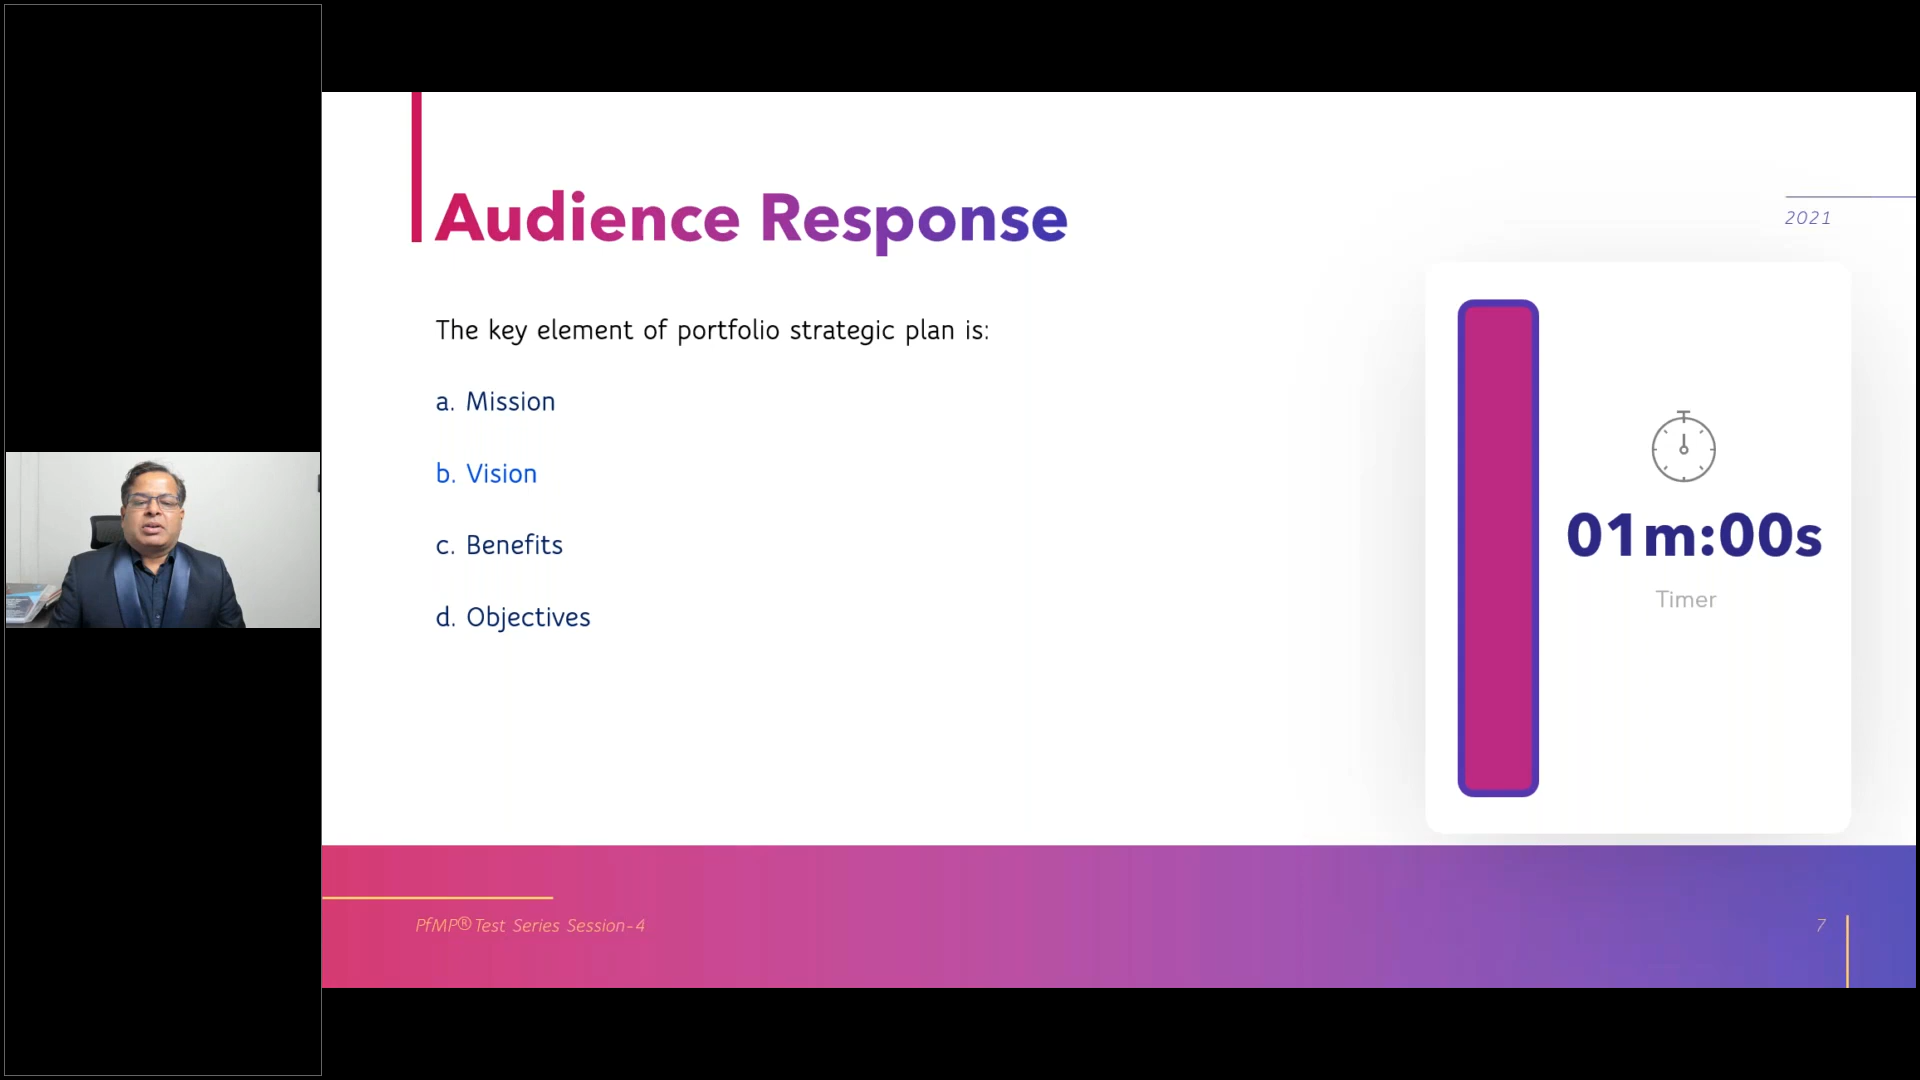 Audience Response
2021
The key element of portfolio strategic plan is:
a. Mission
b. Vision
c. Benefits
d. Objectives
01m:00s
Timer
PfMP® Test Series Session-4
7